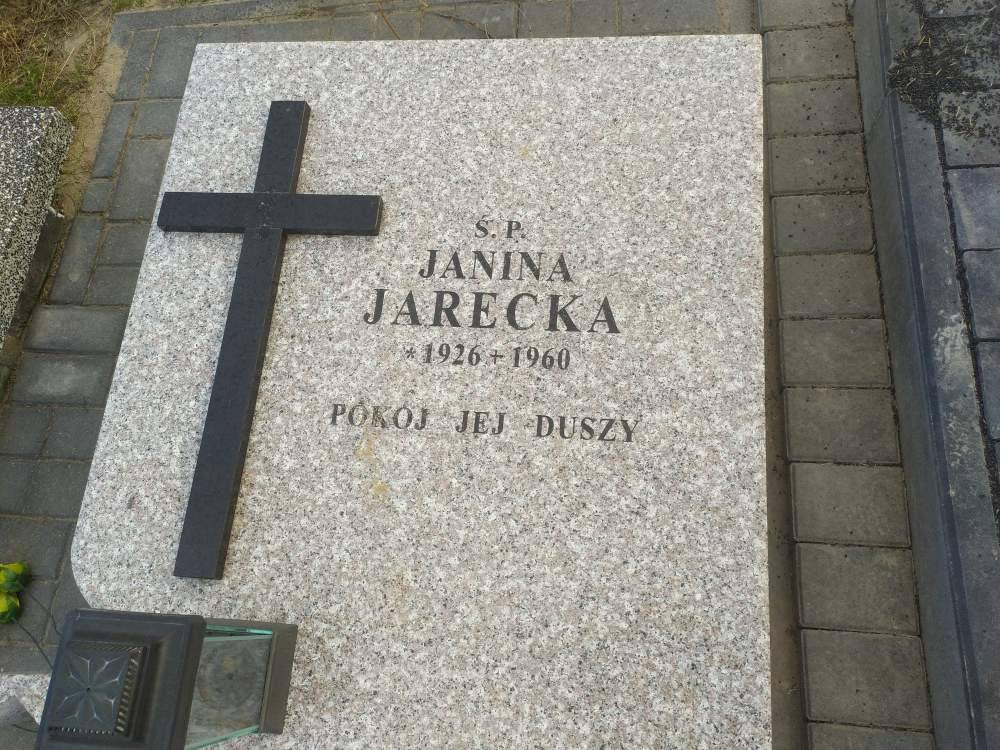 Ś. P.
JANINA
JARECKA
* 1926 + 1960
POKÓJ JEJ DUSZY